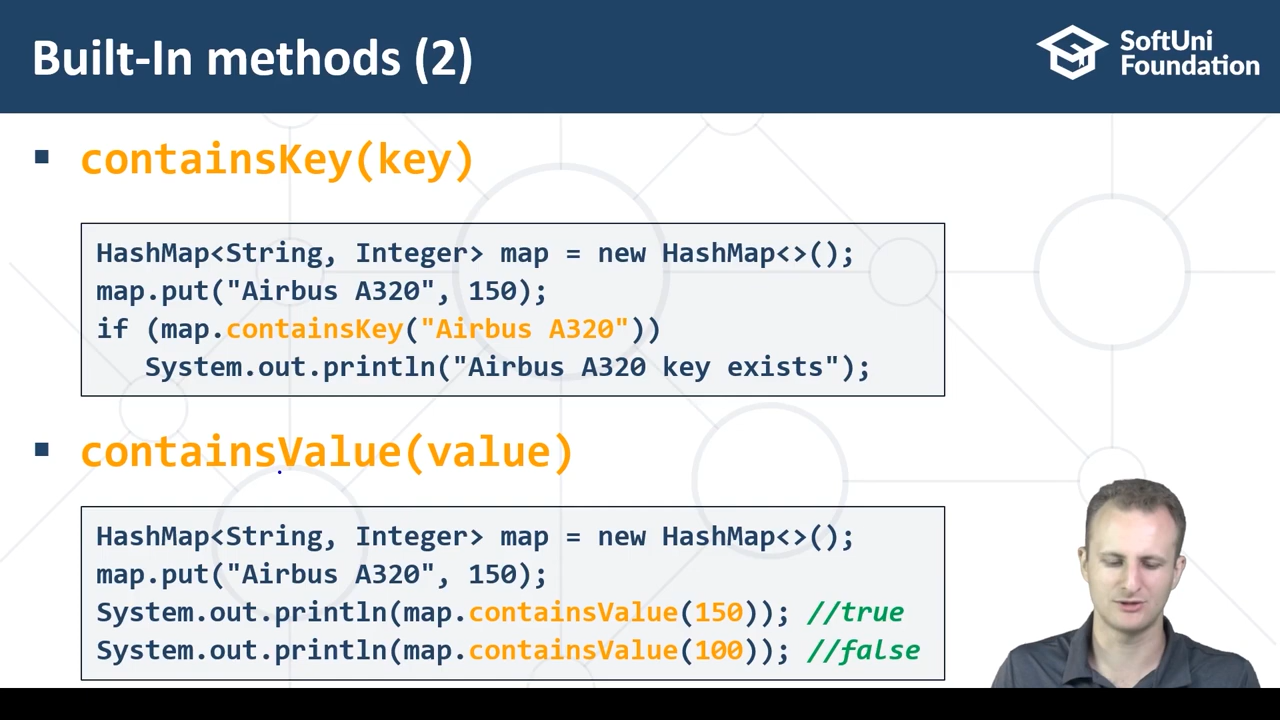 Built-In methods (2)
SoftUni
Foundation
▪ containsKey(key)
HashMap<String, Integer> map = new HashMap<>();
map.put("Airbus A320", 150);
if (map.containsKey("Airbus A320"))
   System.out.println("Airbus A320 key exists");
▪ containsValue(value)
HashMap<String, Integer> map = new HashMap<>();
map.put("Airbus A320", 150);
System.out.println(map.containsValue(150)); //true
System.out.println(map.containsValue(100)); //false